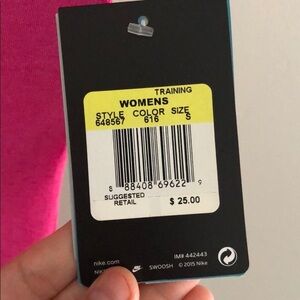 TRAINING
WOMENS
STYLE COLOR SIZE
648567 616 S
8 88408 69622 9
SUGGESTED
RETAIL $ 25.00
nike.com IM# 442443
SWOOSH © 2015 Nike